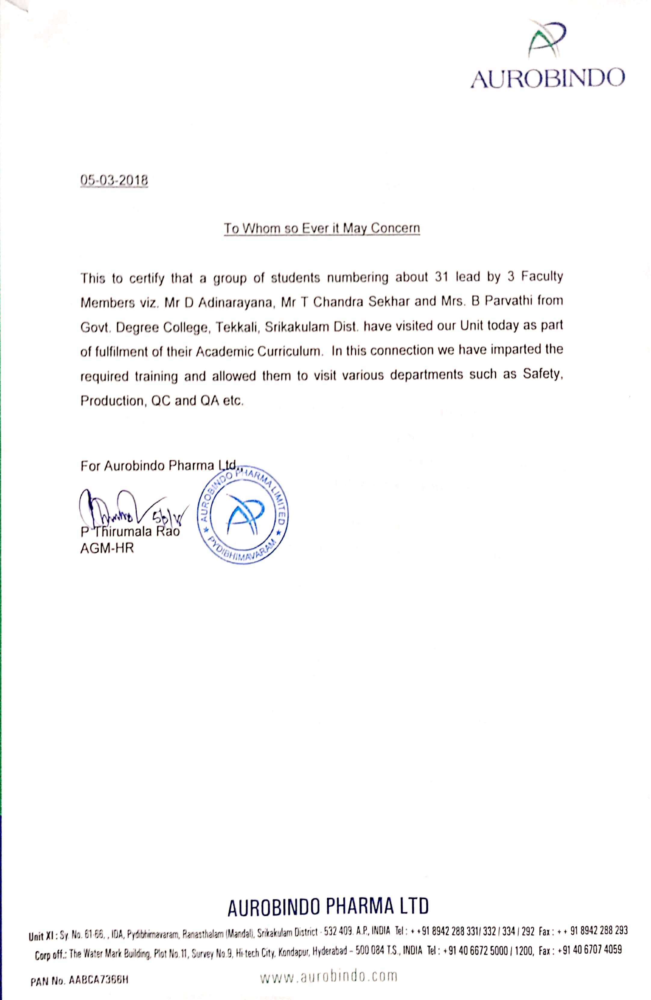 AUROBINDO
05-03-2018
To Whom so Ever it May Concern
This to certify that a group of students numbering about 31 lead by 3 Faculty
Members viz. Mr D Adinarayana, Mr T Chandra Sekhar and Mrs. B Parvathi from
Govt. Degree College, Tekkali, Srikakulam Dist. have visited our Unit today as part
of fulfilment of their Academic Curriculum. In this connection we have imparted the
required training and allowed them to visit various departments such as Safety,
Production, QC and QA etc.
For Aurobindo Pharma Ltd.,
P Thirumala Rao
AGM-HR
★ AUROBINDO PHARMA LIMITED ★
PYDIBHIMAVARAM
AUROBINDO PHARMA LTD
Unit XI : Sy. No. 61-66, , IDA, Pydibhimavaram, Ranasthalam (Mandal), Srikakulam District - 532 409. A.P., INDIA Tel : + +91 8942 288 331/ 332 / 334 / 292 Fax : + + 91 8942 288 293
Corp off.: The Water Mark Building, Plot No.11, Survey No.9, Hi-tech City, Kondapur, Hyderabad – 500 084 T.S., INDIA Tel : +91 40 6672 5000 / 1200, Fax : +91 40 6707 4059
PAN No. AABCA7366H
www.aurobindo.com